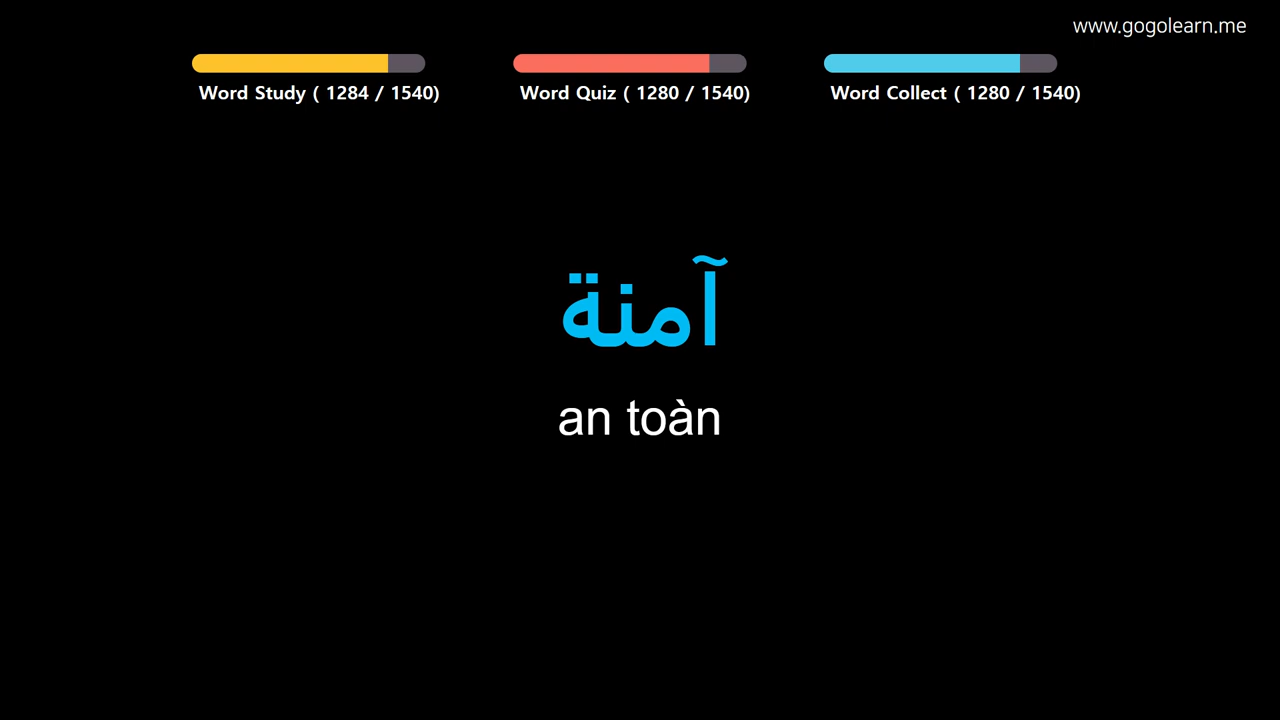 www.gogolearn.me
Word Study ( 1284 / 1540)
Word Quiz ( 1280 / 1540)
Word Collect ( 1280 / 1540)
آمنة
an toàn